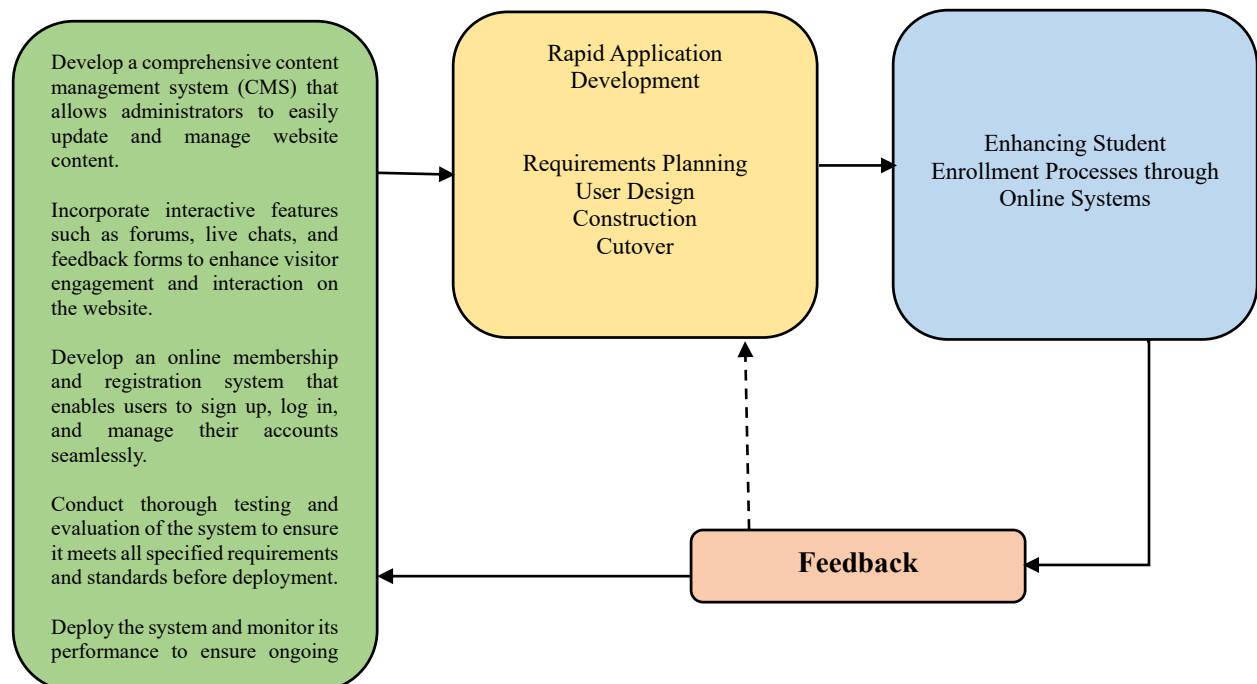 Develop a comprehensive content
management system (CMS) that
allows administrators to easily
update and manage website
content.
Incorporate interactive features
such as forums, live chats, and
feedback forms to enhance visitor
engagement and interaction on
the website.
Develop an online membership
and registration system that
enables users to sign up, log in,
and manage their accounts
seamlessly.
Conduct thorough testing and
evaluation of the system to ensure
it meets all specified requirements
and standards before deployment.
Deploy the system and monitor its
performance to ensure ongoing
Rapid Application
Development
Requirements Planning
User Design
Construction
Cutover
Enhancing Student
Enrollment Processes through
Online Systems
Feedback